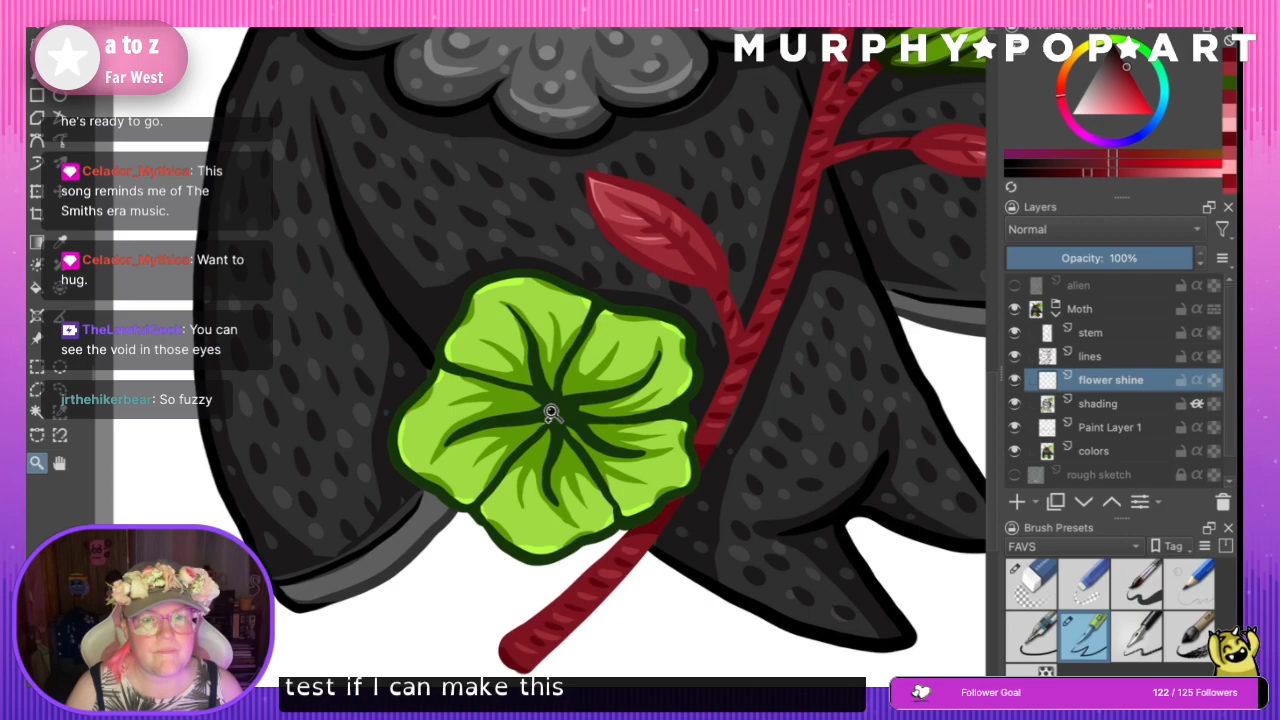 a to z
Far West
MURPHY★POP★ART
he's ready to go.
Celador_Mythica: This
song reminds me of The
Smiths era music.
Celador_Mythica: Want to
hug.
TheLawfulGeek: You can
see the void in those eyes
jrthehikerbear: So fuzzy
Layers
Normal
Opacity: 100%
alien
Moth
stem
lines
flower shine
shading
Paint Layer 1
colors
rough sketch
Brush Presets
FAVS
Tag
test if I can make this
Follower Goal
122 / 125 Followers